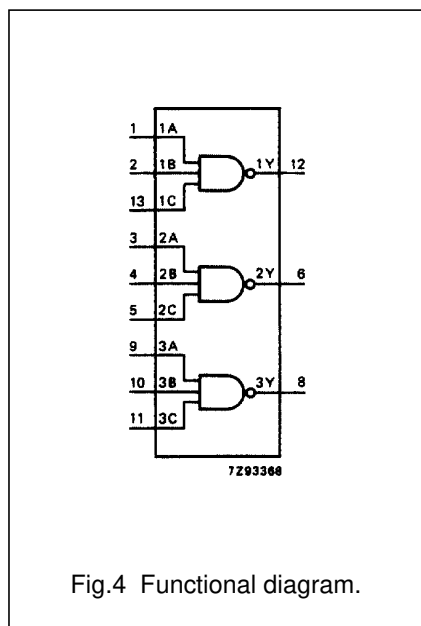 1 1A
2 1B 1Y 12
13 1C
3 2A
4 2B 2Y 6
5 2C
9 3A
10 3B 3Y 8
11 3C
7Z93368
Fig.4 Functional diagram.